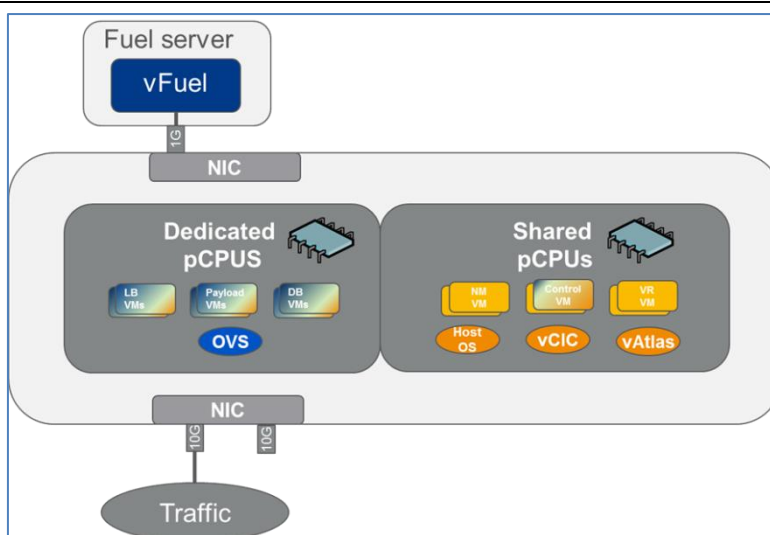 Fuel server
vFuel
1G
NIC
Dedicated
pCPUS
LB
VMs
Payload
VMs
DB
VMs
OVS
Shared
pCPUs
NM
VM
Control
VM
VR
VM
Host
OS
vCIC
vAtlas
NIC
10G
10G
Traffic